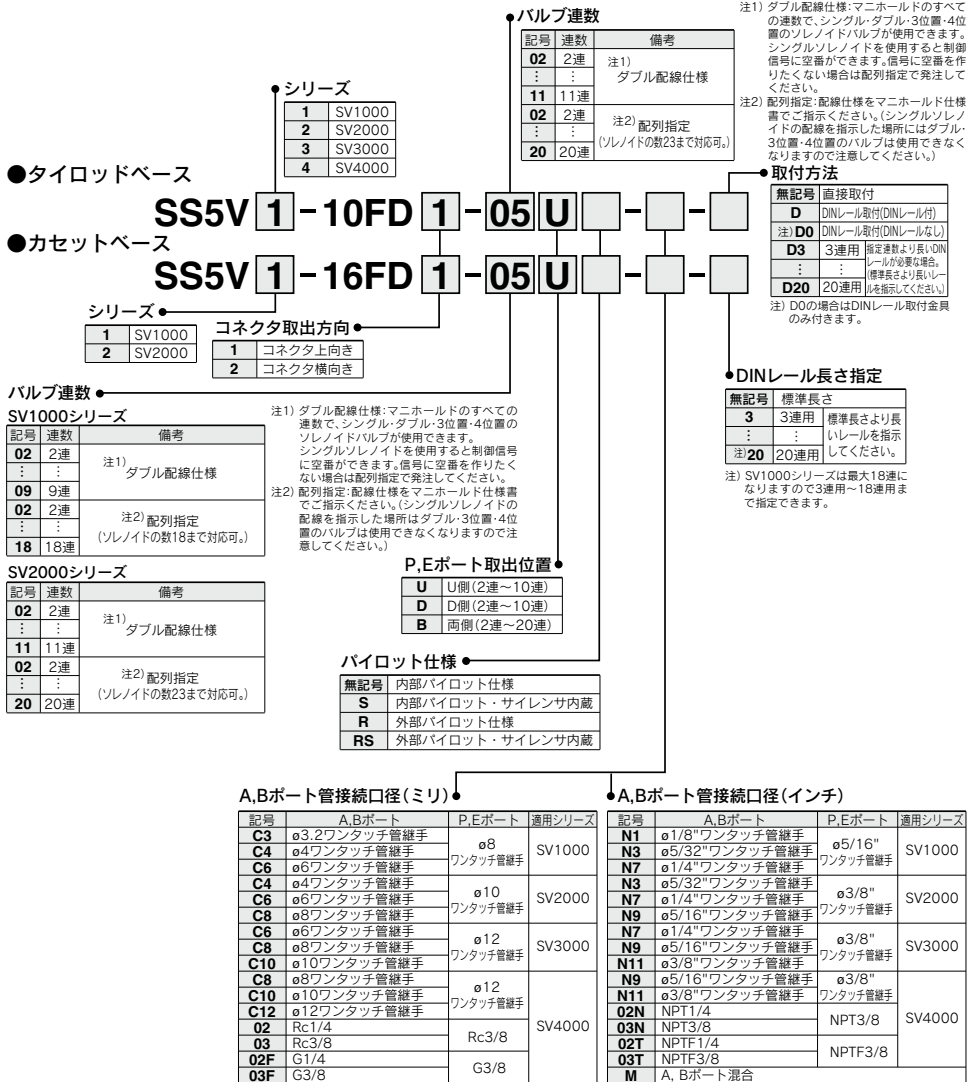 バルブ連数
記号 連数 備考
02 2連 注1) ダブル配線仕様
⋮ ⋮
11 11連
02 2連 注2) 配列指定 (ソレノイドの数23まで対応可。)
⋮ ⋮
20 20連
注1) ダブル配線仕様:マニホールドのすべて
の連数で、シングル・ダブル・3位置・4位
置のソレノイドバルブが使用できます。
シングルソレノイドを使用すると制御
信号に空番ができます。信号に空番を作
りたくない場合は配列指定で発注して
ください。
注2) 配列指定:配線仕様をマニホールド仕様
書でご指示ください。(シングルソレノ
イドの配線を指示した場所にはダブル・
3位置・4位置のバルブは使用できなく
なりますので注意してください。)
シリーズ
1 SV1000
2 SV2000
3 SV3000
4 SV4000
●タイロッドベース
SS5V 1 - 10FD 1 - 05 U - -
●カセットベース
SS5V 1 - 16FD 1 - 05 U - -
取付方法
無記号 直接取付
D DINレール取付(DINレール付)
注) D0 DINレール取付(DINレールなし)
D3 3連用 指定連数より長いDIN
レールが必要な場合。
⋮ ⋮ (標準長さより長いレー
D20 20連用 ルを指示してください。)
注) D0の場合はDINレール取付金具
のみ付きます。
シリーズ
1 SV1000
2 SV2000
コネクタ取出方向
1 コネクタ上向き
2 コネクタ横向き
DINレール長さ指定
無記号 標準長さ
3 3連用 標準長さより長
⋮ ⋮ いレールを指示
注)20 20連用 してください。
注) SV1000シリーズは最大18連に
なりますので3連用~18連用ま
で指定できます。
バルブ連数
SV1000シリーズ
記号 連数 備考
02 2連 注1) ダブル配線仕様
⋮ ⋮
09 9連
02 2連 注2) 配列指定
⋮ ⋮ (ソレノイドの数18まで対応可。)
18 18連
注1) ダブル配線仕様:マニホールドのすべての
連数で、シングル・ダブル・3位置・4位置の
ソレノイドバルブが使用できます。
シングルソレノイドを使用すると制御信号
に空番ができます。信号に空番を作りたく
ない場合は配列指定で発注してください。
注2) 配列指定:配線仕様をマニホールド仕様書
でご指示ください。(シングルソレノイドの
配線を指示した場所はダブル・3位置・4位
置のバルブは使用できなくなりますので注
意してください。)
SV2000シリーズ
記号 連数 備考
02 2連 注1) ダブル配線仕様
⋮ ⋮
11 11連
02 2連 注2) 配列指定
⋮ ⋮ (ソレノイドの数23まで対応可。)
20 20連
P,Eポート取出位置
U U側(2連~10連)
D D側(2連~10連)
B 両側(2連~20連)
パイロット仕様
無記号 内部パイロット仕様
S 内部パイロット・サイレンサ内蔵
R 外部パイロット仕様
RS 外部パイロット・サイレンサ内蔵
A,Bポート管接続口径(ミリ)
記号 A,Bポート P,Eポート 適用シリーズ
C3 ø3.2ワンタッチ管継手 ø8 ワンタッチ管継手 SV1000
C4 ø4ワンタッチ管継手
C6 ø6ワンタッチ管継手
C4 ø4ワンタッチ管継手 ø10 ワンタッチ管継手 SV2000
C6 ø6ワンタッチ管継手
C8 ø8ワンタッチ管継手
C6 ø6ワンタッチ管継手 ø12 ワンタッチ管継手 SV3000
C8 ø8ワンタッチ管継手
C10 ø10ワンタッチ管継手
C8 ø8ワンタッチ管継手 ø12 ワンタッチ管継手 SV4000
C10 ø10ワンタッチ管継手
C12 ø12ワンタッチ管継手
02 Rc1/4 Rc3/8
03 Rc3/8
02F G1/4 G3/8
03F G3/8
A,Bポート管接続口径(インチ)
記号 A,Bポート P,Eポート 適用シリーズ
N1 ø1/8"ワンタッチ管継手 ø5/16" ワンタッチ管継手 SV1000
N3 ø5/32"ワンタッチ管継手
N7 ø1/4"ワンタッチ管継手
N3 ø5/32"ワンタッチ管継手 ø3/8" ワンタッチ管継手 SV2000
N7 ø1/4"ワンタッチ管継手
N9 ø5/16"ワンタッチ管継手
N7 ø1/4"ワンタッチ管継手 ø3/8" ワンタッチ管継手 SV3000
N9 ø5/16"ワンタッチ管継手
N11 ø3/8"ワンタッチ管継手
N9 ø5/16"ワンタッチ管継手 ø3/8" ワンタッチ管継手 SV4000
N11 ø3/8"ワンタッチ管継手
02N NPT1/4 NPT3/8
03N NPT3/8
02T NPTF1/4 NPTF3/8
03T NPTF3/8
M A, Bポート混合